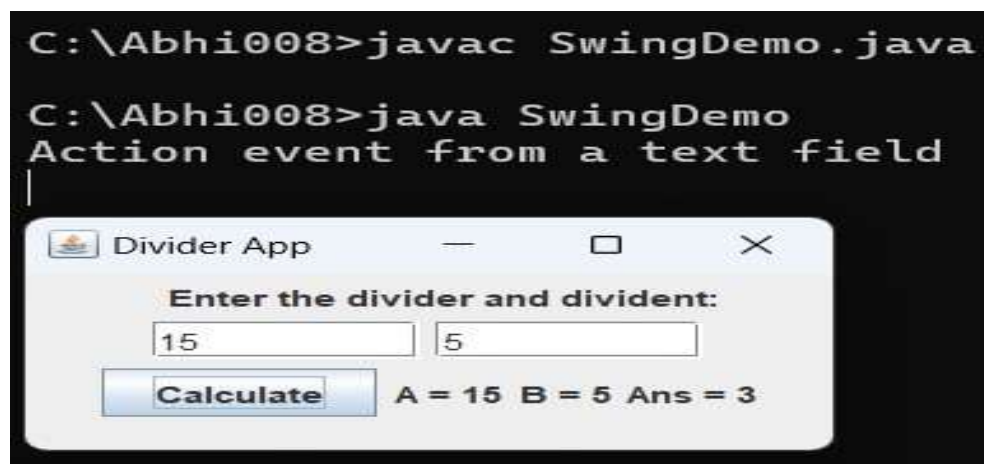 C:\Abhi008>javac SwingDemo.java
C:\Abhi008>java SwingDemo
Action event from a text field
Divider App
Enter the divider and divident:
15 5
Calculate A = 15 B = 5 Ans = 3